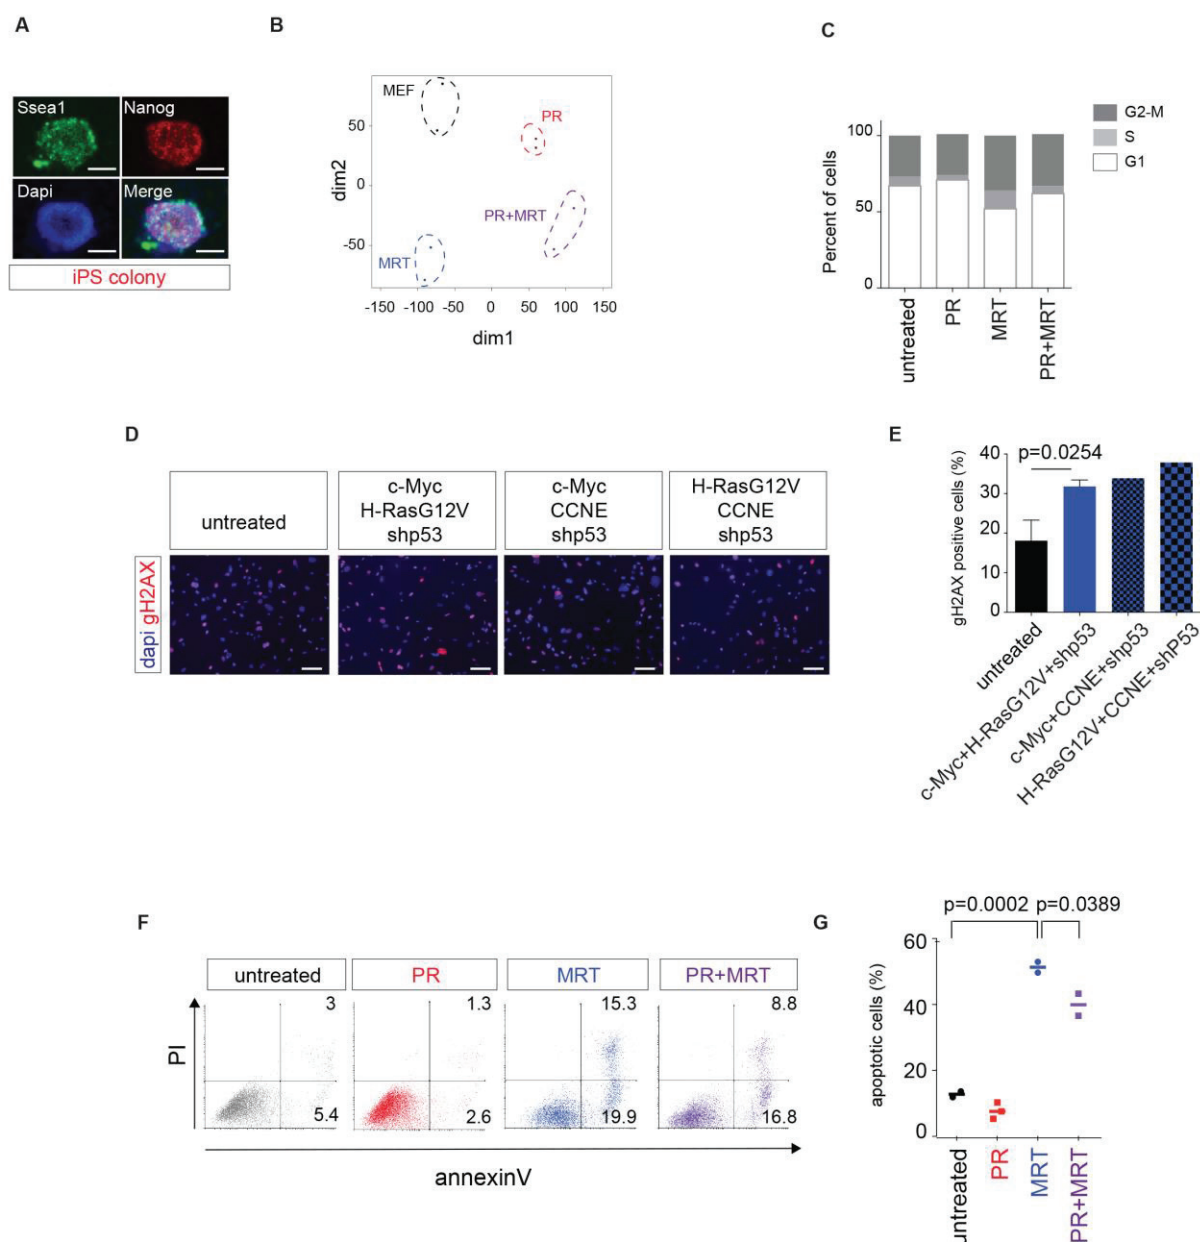 A
Ssea1
Nanog
Dapi
Merge
iPS colony
B
MEF
PR
PR+MRT
MRT
50
0
-50
dim2
-150 -100 -50 0 50 100 150
dim1
C
G2-M
S
G1
100
50
0
Percent of cells
untreated
PR
MRT
PR+MRT
D
untreated
c-Myc
H-RasG12V
shp53
c-Myc
CCNE
shp53
H-RasG12V
CCNE
shp53
dapi gH2AX
E
p=0.0254
40
30
20
10
0
gH2AX positive cells (%)
untreated
c-Myc+H-RasG12V+shp53
c-Myc+CCNE+shp53
H-RasG12V+CCNE+shP53
F
untreated
PR
MRT
PR+MRT
3
1.3
15.3
8.8
5.4
2.6
19.9
16.8
PI
annexinV
G
p=0.0002 p=0.0389
60
40
20
0
apoptotic cells (%)
untreated
PR
MRT
PR+MRT